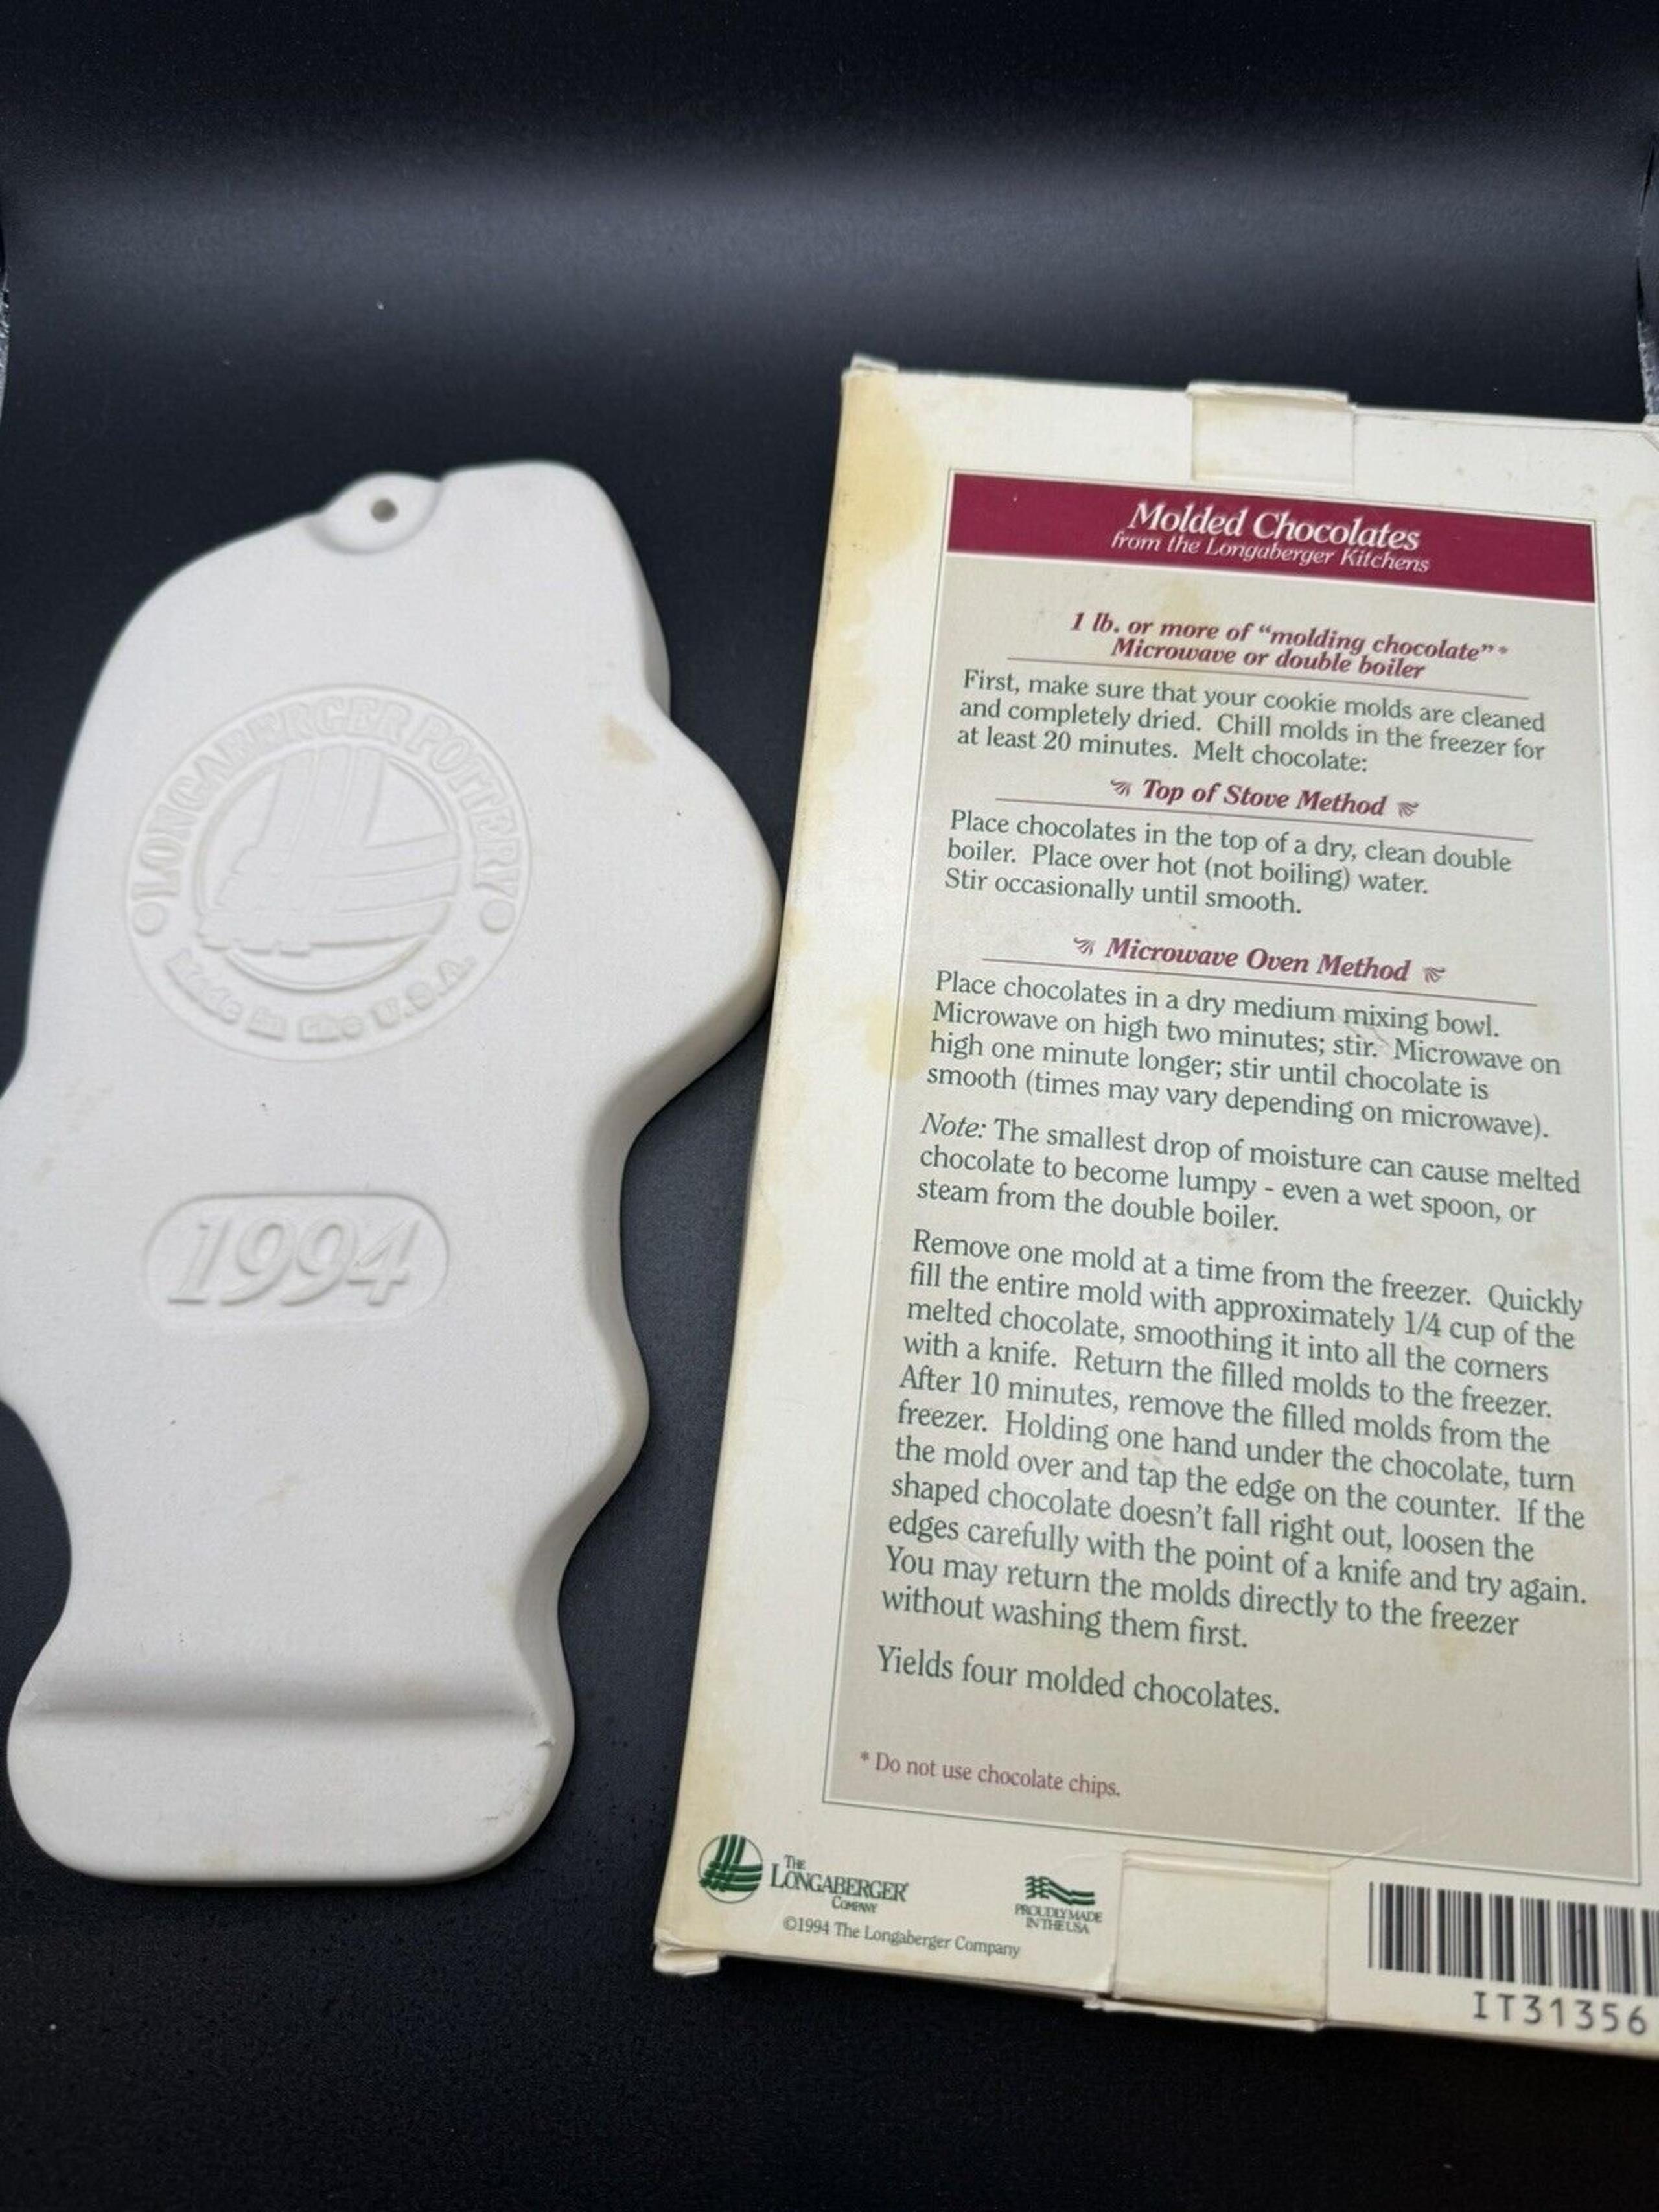 LONGABERGER POTTERY
Made in the U.S.A.
1994
Molded Chocolates
from the Longaberger Kitchens
1 lb. or more of “molding chocolate”*
Microwave or double boiler
First, make sure that your cookie molds are cleaned
and completely dried. Chill molds in the freezer for
at least 20 minutes. Melt chocolate:
Top of Stove Method
Place chocolates in the top of a dry, clean double
boiler. Place over hot (not boiling) water.
Stir occasionally until smooth.
Microwave Oven Method
Place chocolates in a dry medium mixing bowl.
Microwave on high two minutes; stir. Microwave on
high one minute longer; stir until chocolate is
smooth (times may vary depending on microwave).
Note: The smallest drop of moisture can cause melted
chocolate to become lumpy - even a wet spoon, or
steam from the double boiler.
Remove one mold at a time from the freezer. Quickly
fill the entire mold with approximately 1/4 cup of the
melted chocolate, smoothing it into all the corners
with a knife. Return the filled molds to the freezer.
After 10 minutes, remove the filled molds from the
freezer. Holding one hand under the chocolate, turn
the mold over and tap the edge on the counter. If the
shaped chocolate doesn’t fall right out, loosen the
edges carefully with the point of a knife and try again.
You may return the molds directly to the freezer
without washing them first.
Yields four molded chocolates.
* Do not use chocolate chips.
THE
LONGABERGER
COMPANY
©1994 The Longaberger Company
PROUDLY MADE
IN THE USA
IT31356